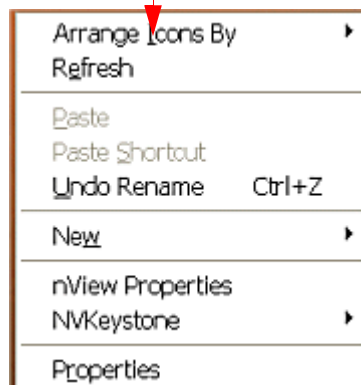 Arrange Icons By
Refresh
Paste
Paste Shortcut
Undo Rename Ctrl+Z
New
nView Properties
NVKeystone
Properties